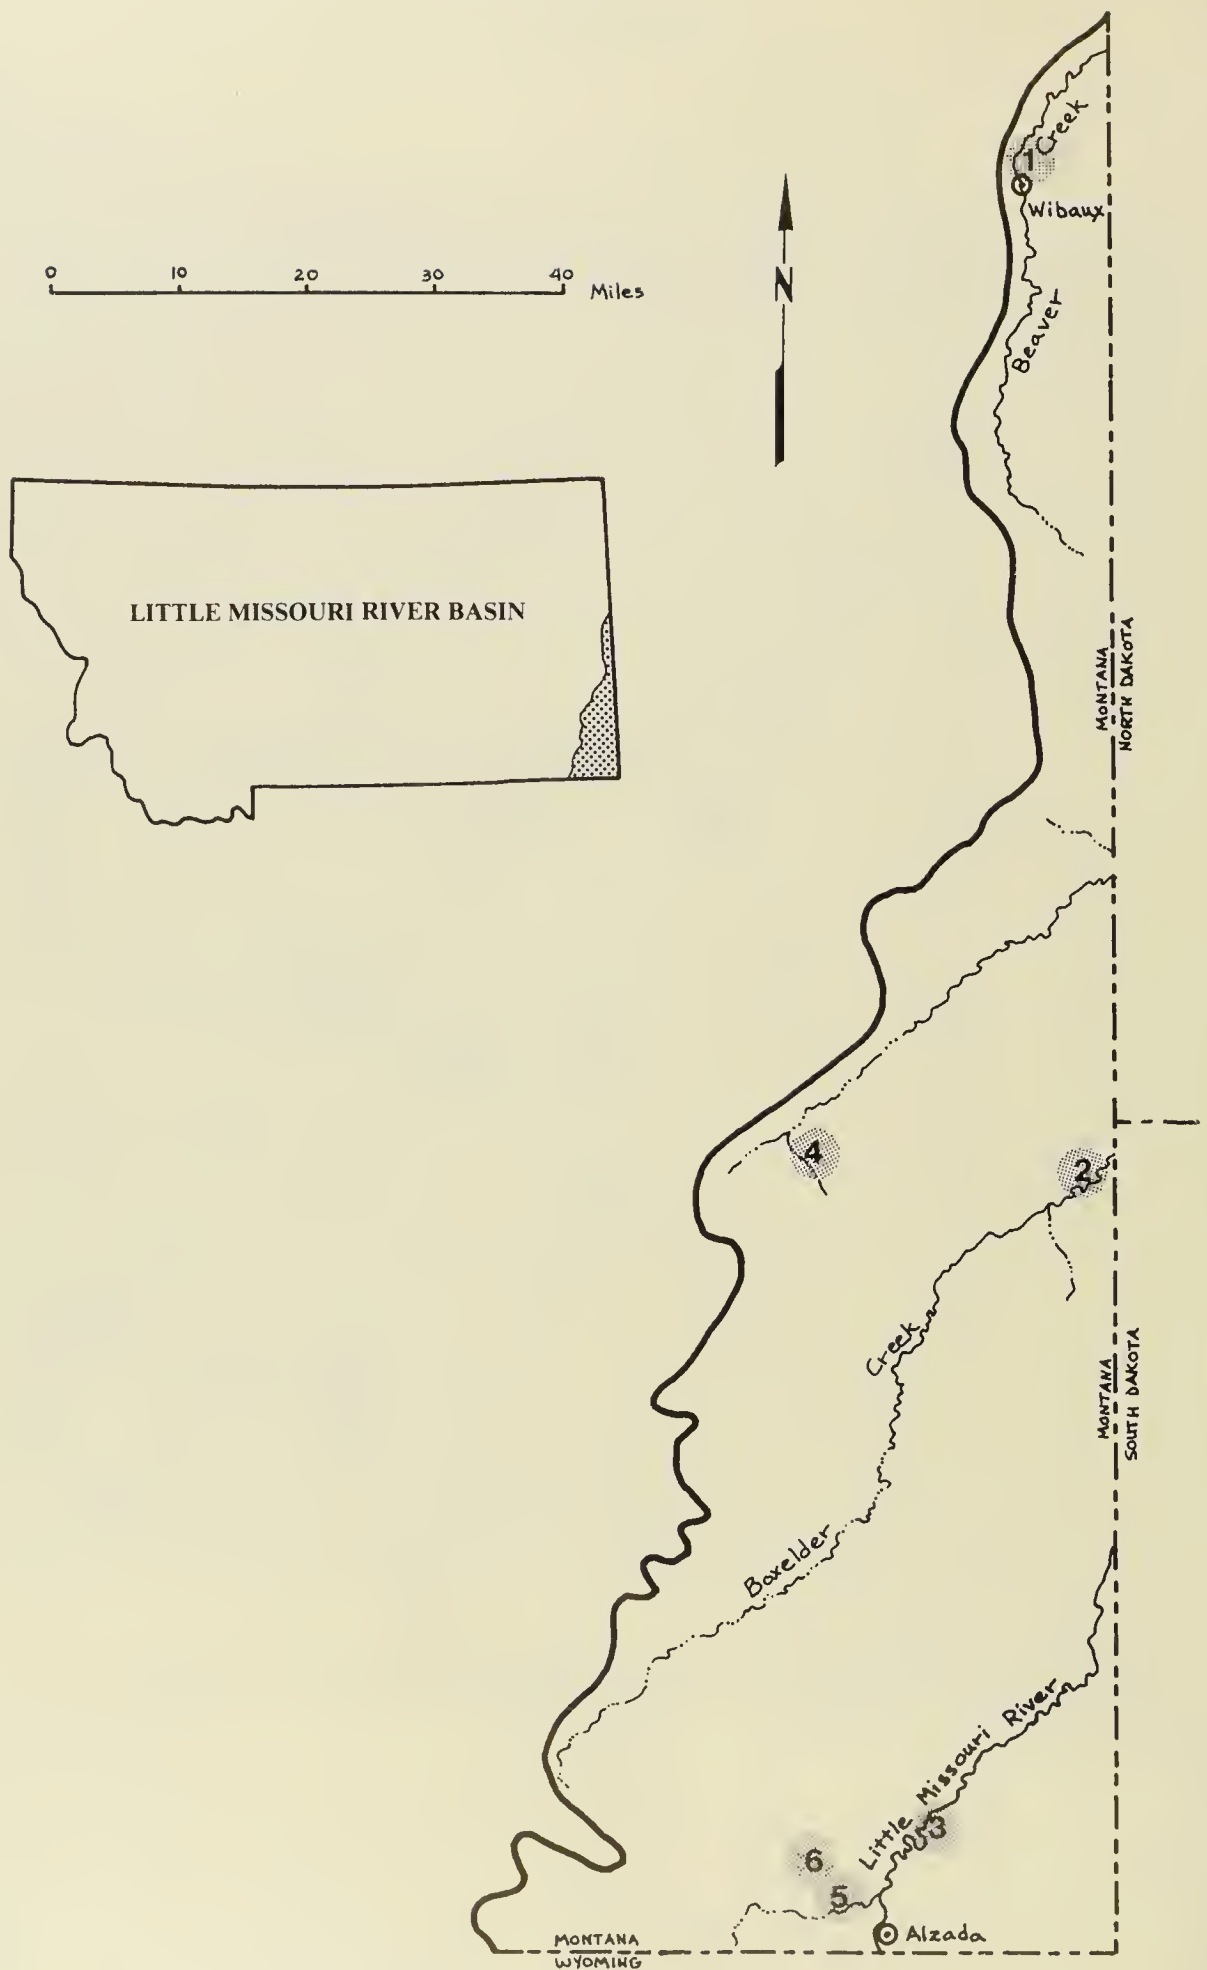 Creek
1
Wibaux
0 10 20 30 40
Miles
N
Beaver
LITTLE MISSOURI RIVER BASIN
MONTANA
NORTH DAKOTA
4
2
Creek
MONTANA
SOUTH DAKOTA
Boxelder
Little Missouri River
3
6
5
Alzada
MONTANA
WYOMING